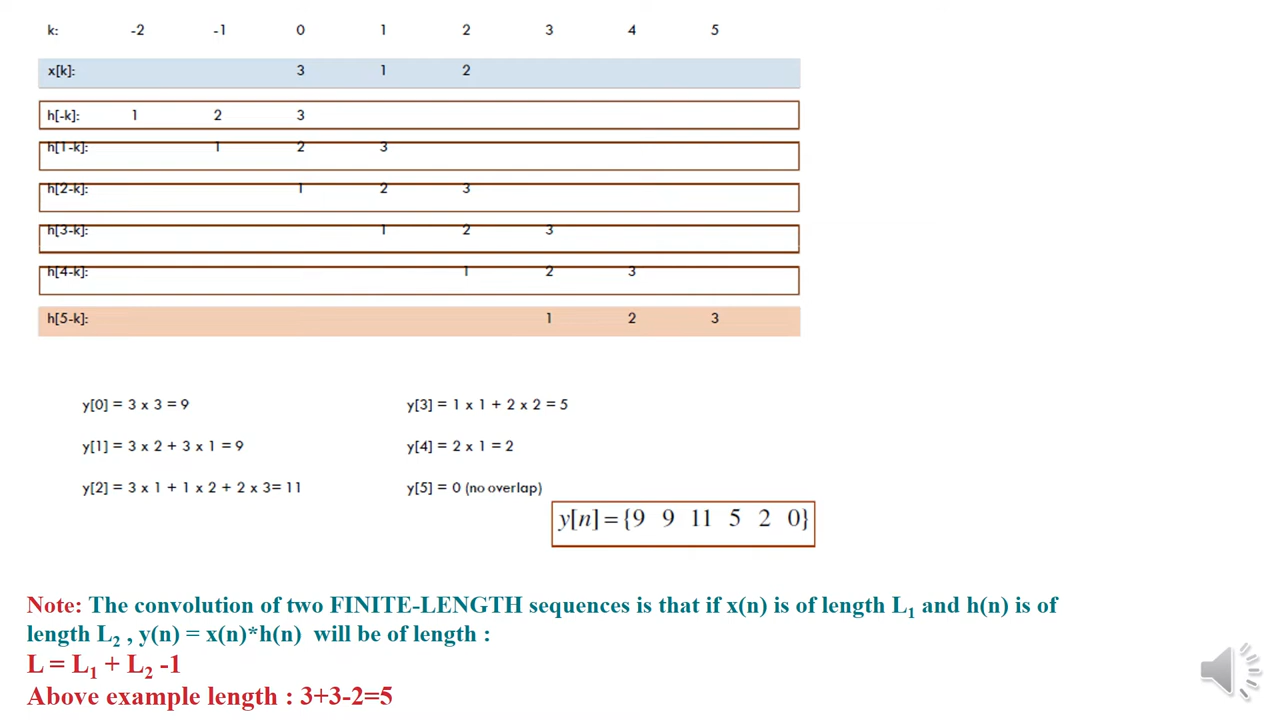 k: -2 -1 0 1 2 3 4 5
x[k]: 3 1 2
h[-k]: 1 2 3
h[1-k]: 1 2 3
h[2-k]: 1 2 3
h[3-k]: 1 2 3
h[4-k]: 1 2 3
h[5-k]: 1 2 3
y[0] = 3 x 3 = 9 y[3] = 1 x 1 + 2 x 2 = 5
y[1] = 3 x 2 + 3 x 1 = 9 y[4] = 2 x 1 = 2
y[2] = 3 x 1 + 1 x 2 + 2 x 3= 11 y[5] = 0 (no overlap)
y[n] = {9 9 11 5 2 0}
Note: The convolution of two FINITE-LENGTH sequences is that if x(n) is of length L₁ and h(n) is of
length L₂ , y(n) = x(n)*h(n) will be of length :
L = L₁ + L₂ -1
Above example length : 3+3-2=5